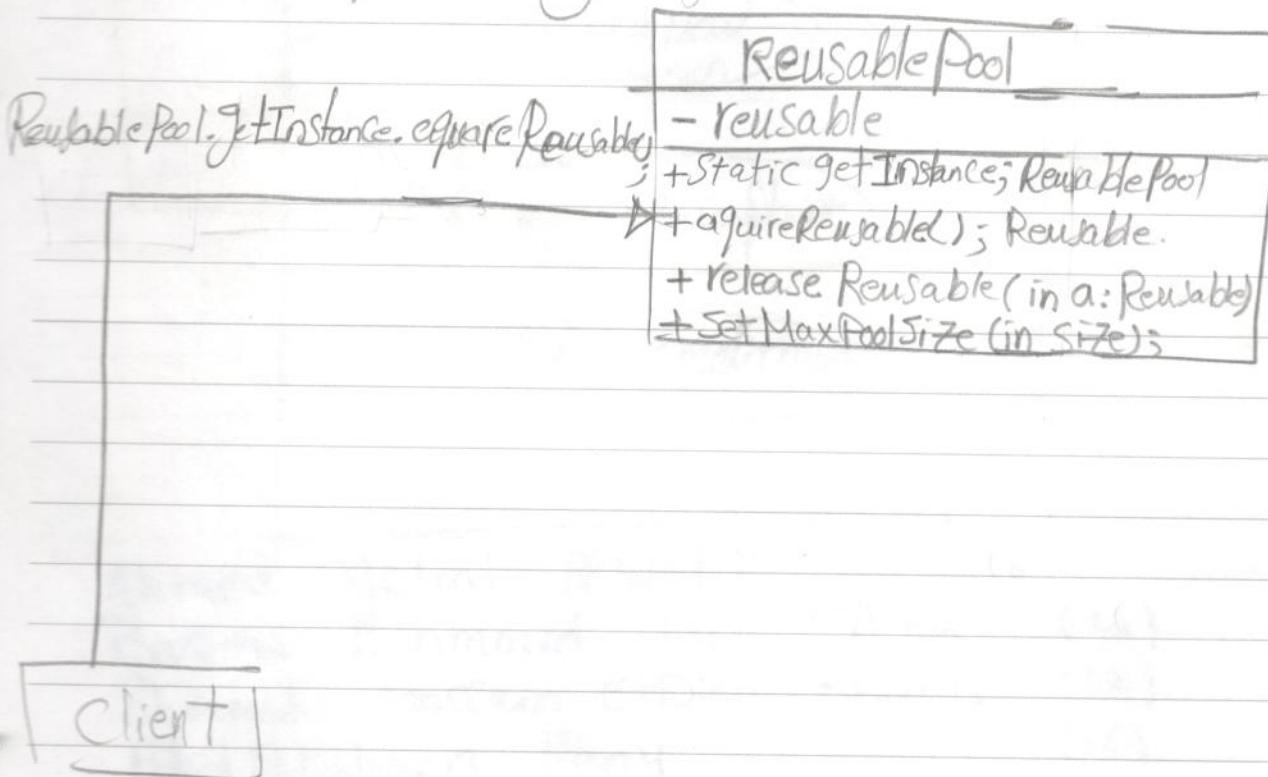 ReusablePool
ReusablePool.getInstance.equareReusable;
;
- reusable
+Static getInstance; ReusablePool
+aquireReusable(); Reusable.
+ release Reusable(in a: Reusable)
+SetMaxPoolSize (in size);
Client